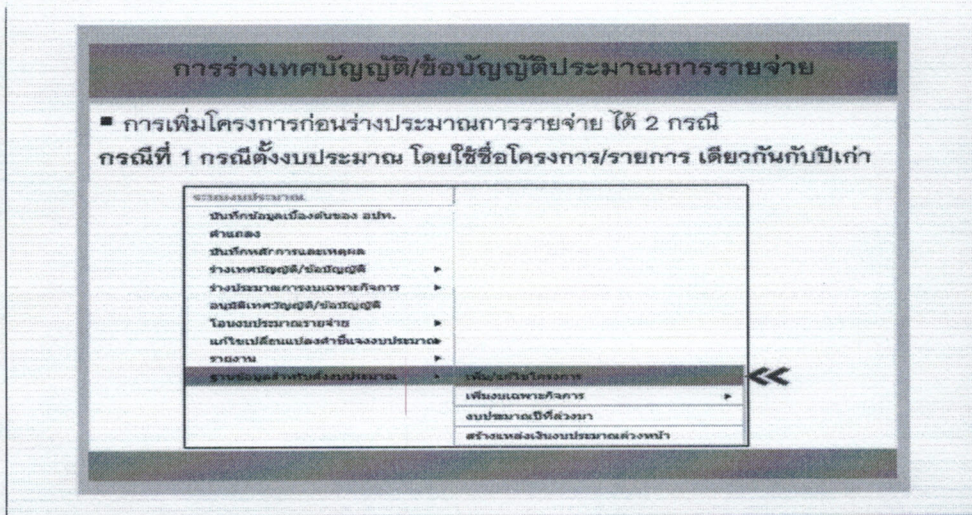 การร่างเทศบัญญัติ/ข้อบัญญัติประมาณการรายจ่าย
▪ การเพิ่มโครงการก่อนร่างประมาณการรายจ่าย ได้ 2 กรณี
กรณีที่ 1 กรณีตั้งงบประมาณ โดยใช้ชื่อโครงการ/รายการ เดียวกันกับปีเก่า
ระบบงบประมาณ
บันทึกข้อมูลเบื้องต้นของ อปท.
คำแถลง
บันทึกหลักการและเหตุผล
ร่างเทศบัญญัติ/ข้อบัญญัติ
ร่างประมาณการงบเฉพาะกิจการ
อนุมัติเทศบัญญัติ/ข้อบัญญัติ
โอนงบประมาณรายจ่าย
แก้ไขเปลี่ยนแปลงคำชี้แจงงบประมาณ
รายงาน
ฐานข้อมูลสำหรับตั้งงบประมาณ
เพิ่ม/แก้ไขโครงการ
เพิ่มงบเฉพาะกิจการ
งบประมาณปีที่ล่วงมา
สร้างแหล่งเงินงบประมาณล่วงหน้า